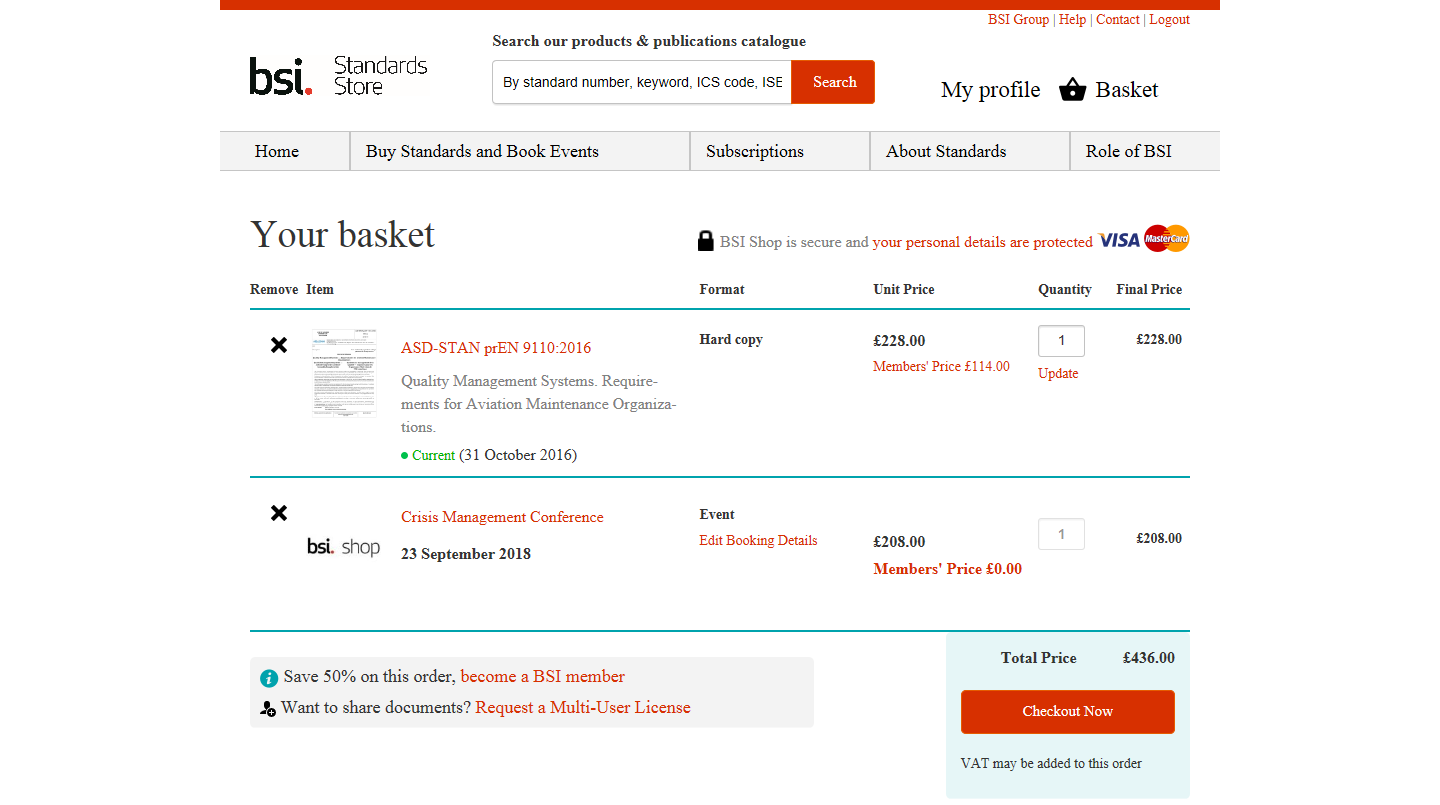 BSI Group | Help | Contact | Logout
Search our products & publications catalogue
bsi. Standards Store
By standard number, keyword, ICS code, ISE
Search
My profile
Basket
Home
Buy Standards and Book Events
Subscriptions
About Standards
Role of BSI
Your basket
BSI Shop is secure and your personal details are protected VISA MasterCard
Remove Item Format Unit Price Quantity Final Price
ASD-STAN prEN 9110:2016
Quality Management Systems. Require-
ments for Aviation Maintenance Organiza-
tions.
Current (31 October 2016)
Hard copy
£228.00
Members' Price £114.00
1
Update
£228.00
bsi. shop
Crisis Management Conference
23 September 2018
Event
Edit Booking Details
£208.00
Members' Price £0.00
1
£208.00
Save 50% on this order, become a BSI member
Want to share documents? Request a Multi-User License
Total Price £436.00
Checkout Now
VAT may be added to this order